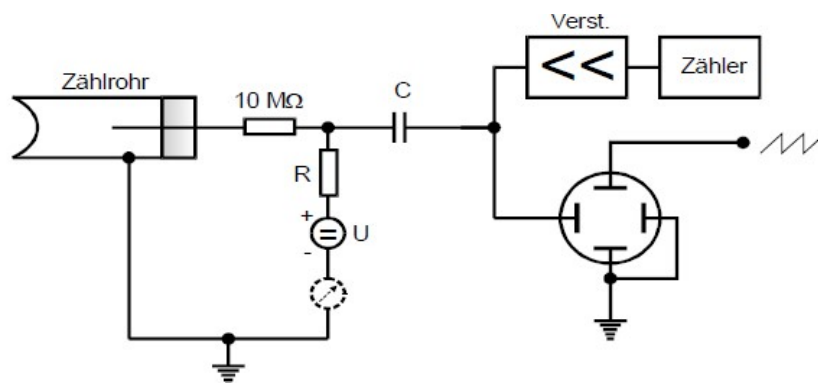 Verst.
Zählrohr
<< Zähler
10 MΩ
C
R
+
U
=
-